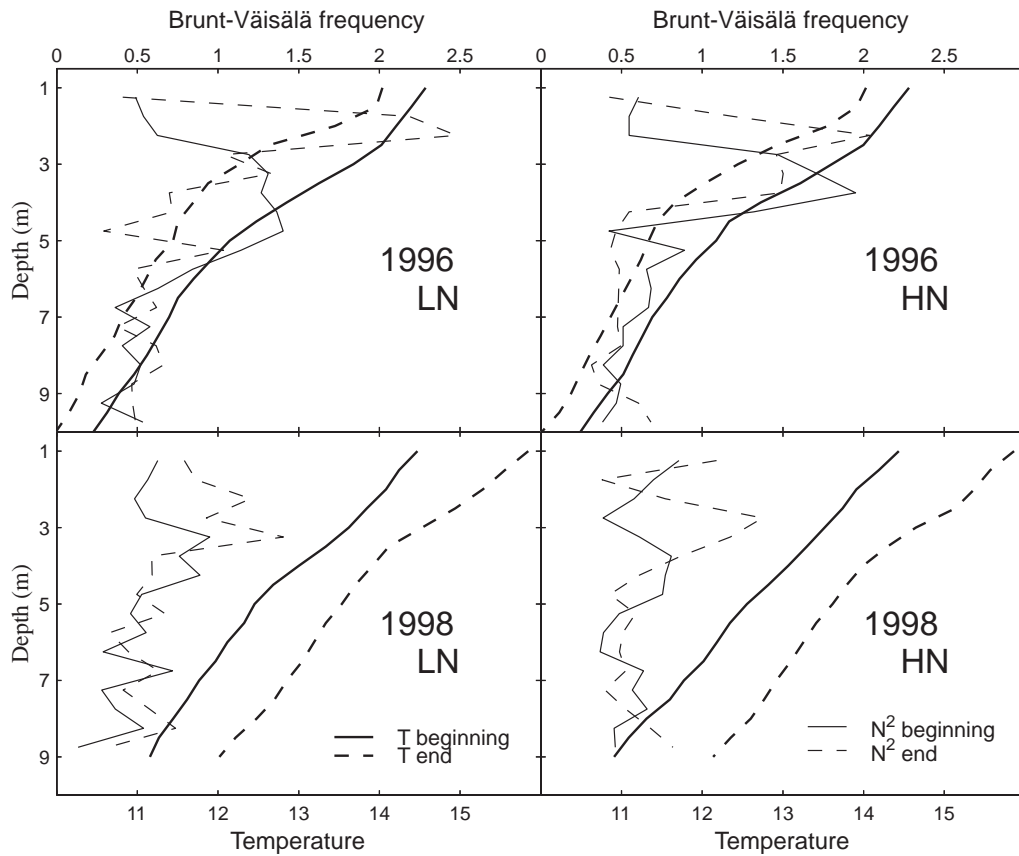 Brunt-Väisälä frequency Brunt-Väisälä frequency
0 0.5 1 1.5 2 2.5 0 0.5 1 1.5 2 2.5
1
3
5
7
9
Depth (m)
1996
LN
1996
HN
1
3
5
7
9
Depth (m)
1998
LN
1998
HN
T beginning
T end
N² beginning
N² end
11 12 13 14 15 11 12 13 14 15
Temperature Temperature